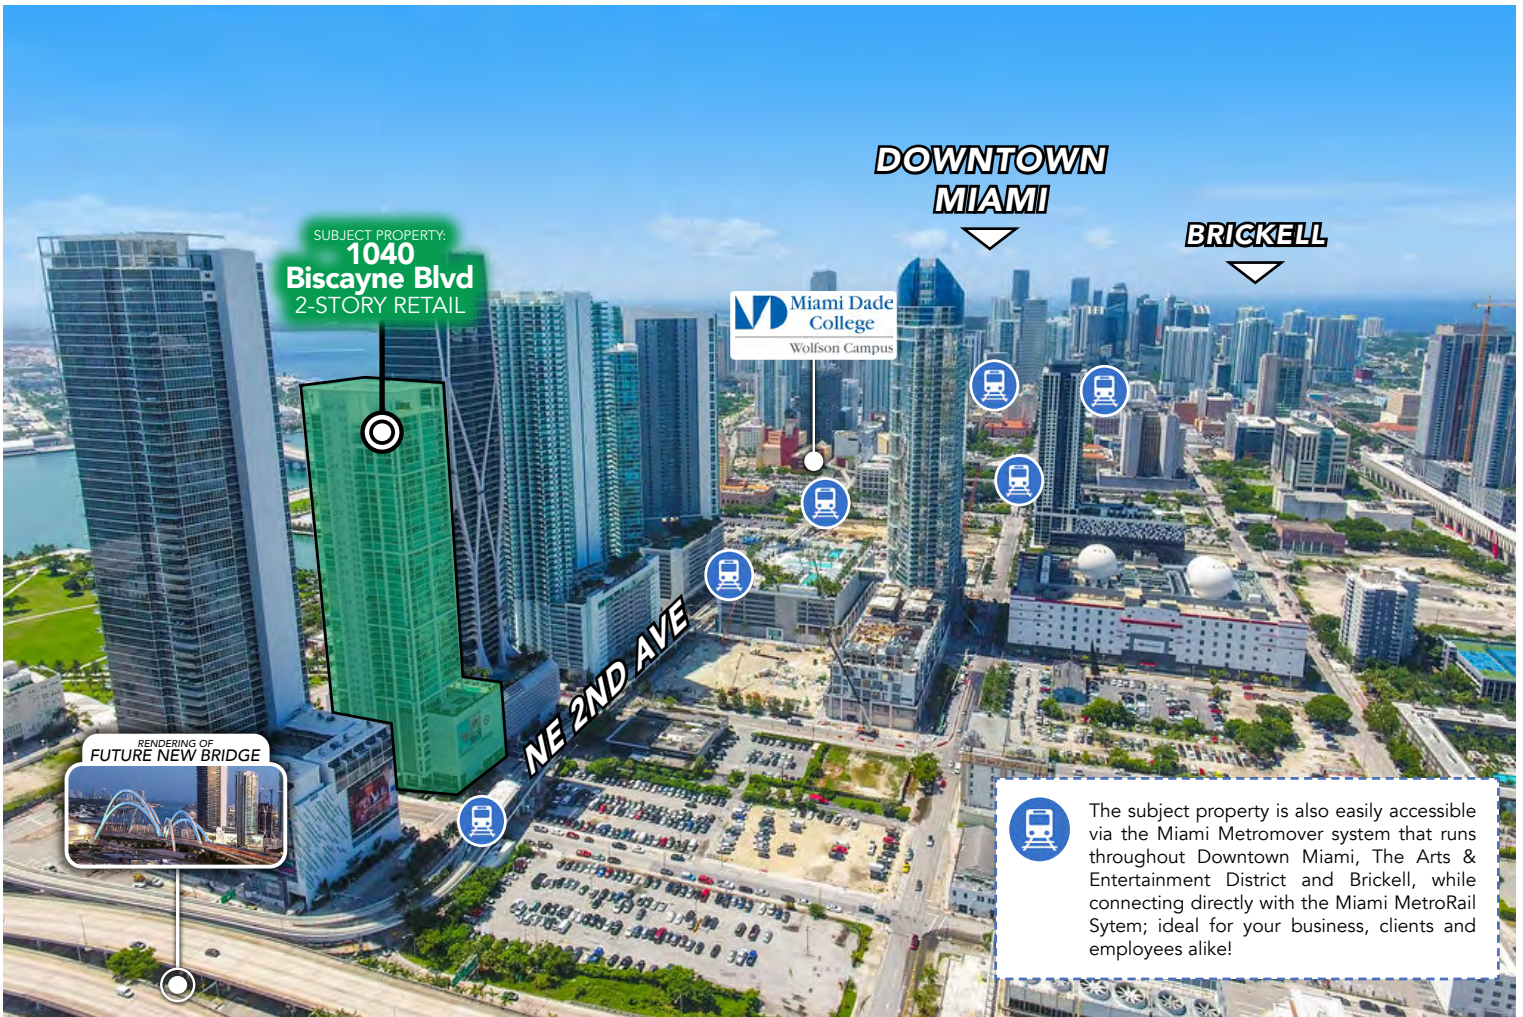 DOWNTOWN
MIAMI
BRICKELL
SUBJECT PROPERTY:
1040
Biscayne Blvd
2-STORY RETAIL
Miami Dade
College
Wolfson Campus
NE 2ND AVE
RENDERING OF
FUTURE NEW BRIDGE
The subject property is also easily accessible
via the Miami Metromover system that runs
throughout Downtown Miami, The Arts &
Entertainment District and Brickell, while
connecting directly with the Miami MetroRail
Sytem; ideal for your business, clients and
employees alike!